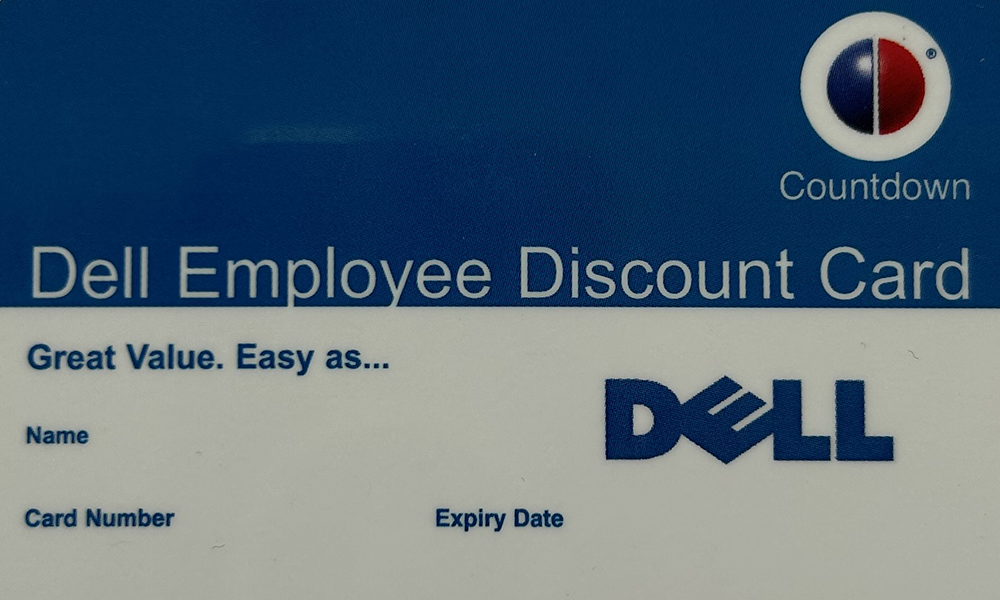 ®
Countdown
Dell Employee Discount Card
Great Value. Easy as...
DELL
Name
Card Number Expiry Date